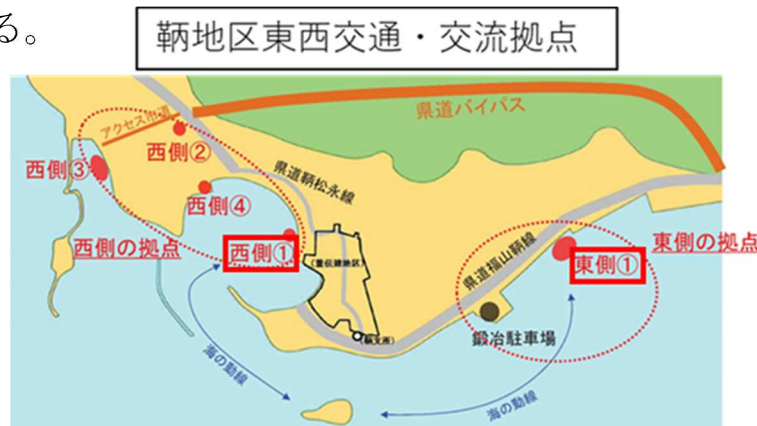 る。
鞆地区東西交通・交流拠点
県道バイパス
アクセス市道
西側②
西側③
県道鞆松永線
西側④
西側の拠点
西側①
(重伝建地区)
県道福山鞆線
東側の拠点
東側①
鍛冶駐車場
(鞆支所)
海の動線
海の動線